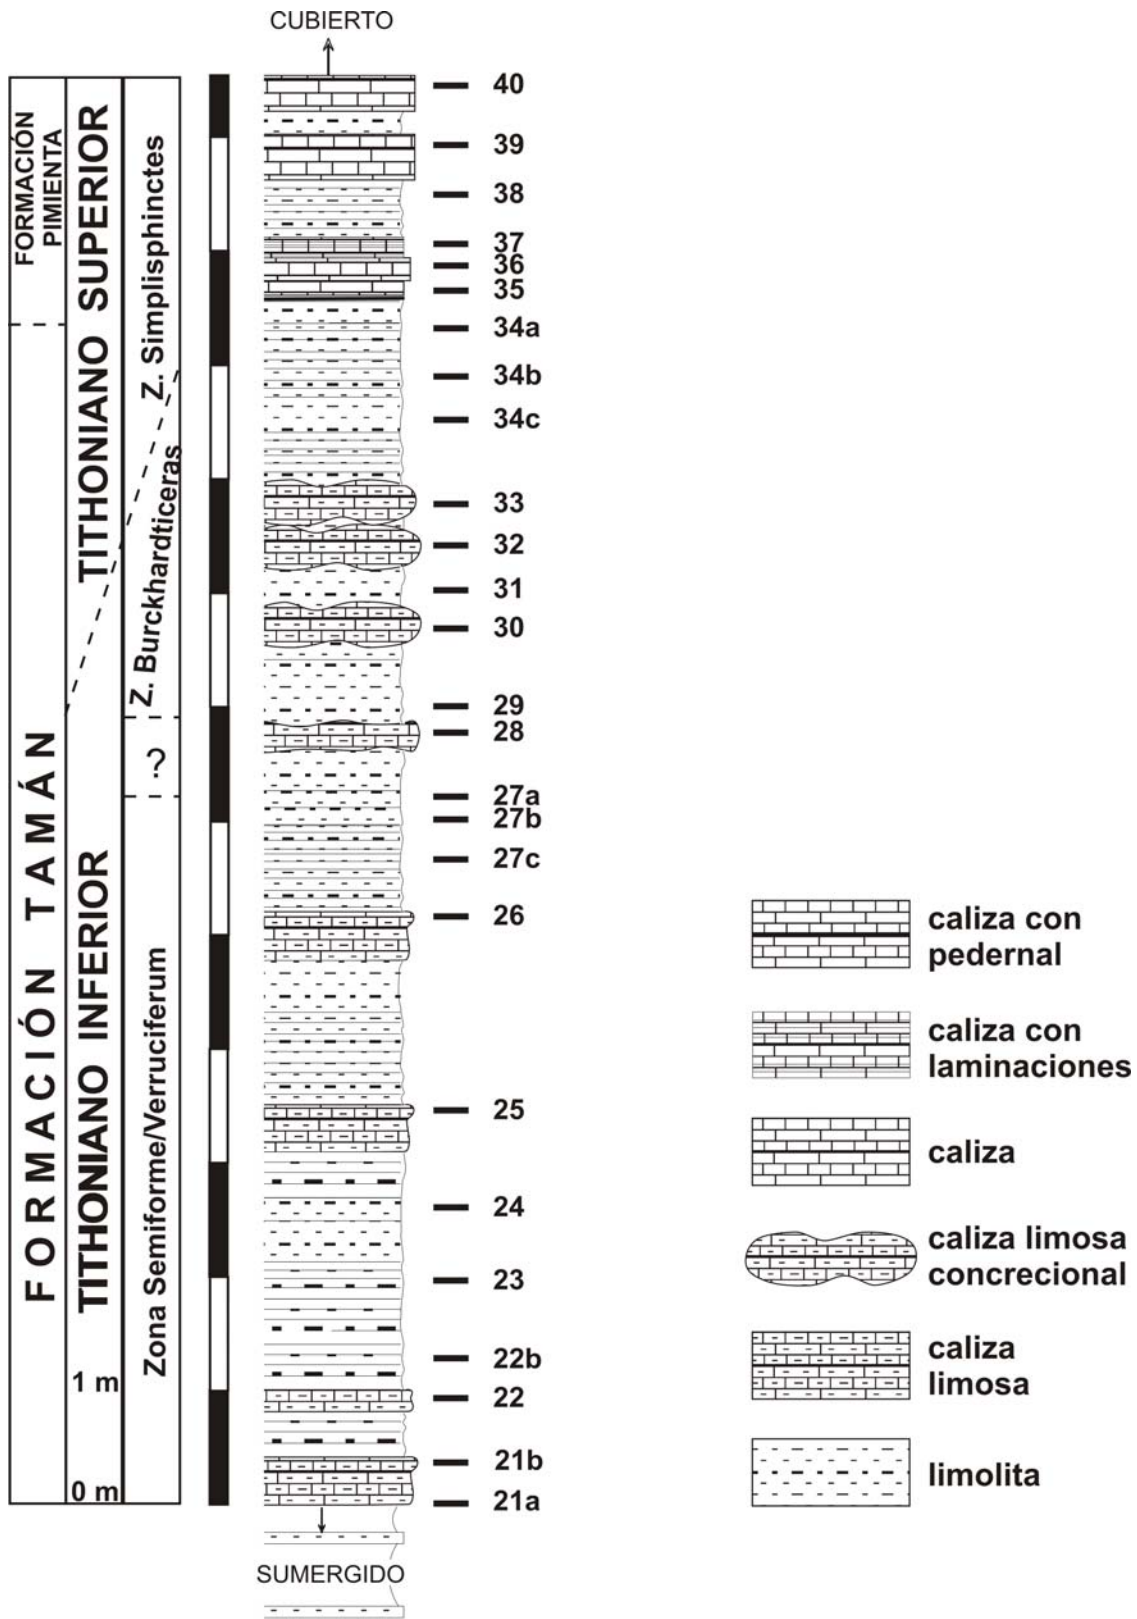 CUBIERTO
FORMACIÓN
PIMIENTA
FORMACIÓN TAMÁN
TITHONIANO SUPERIOR
TITHONIANO INFERIOR
Z. Simplisphinctes
Z. Burckhardticeras
?
Zona Semiforme/Verruciferum
1 m
0 m
40
39
38
37
36
35
34a
34b
34c
33
32
31
30
29
28
27a
27b
27c
26
25
24
23
22b
22
21b
21a
SUMERGIDO
caliza con
pedernal
caliza con
laminaciones
caliza
caliza limosa
concrecional
caliza
limosa
limolita